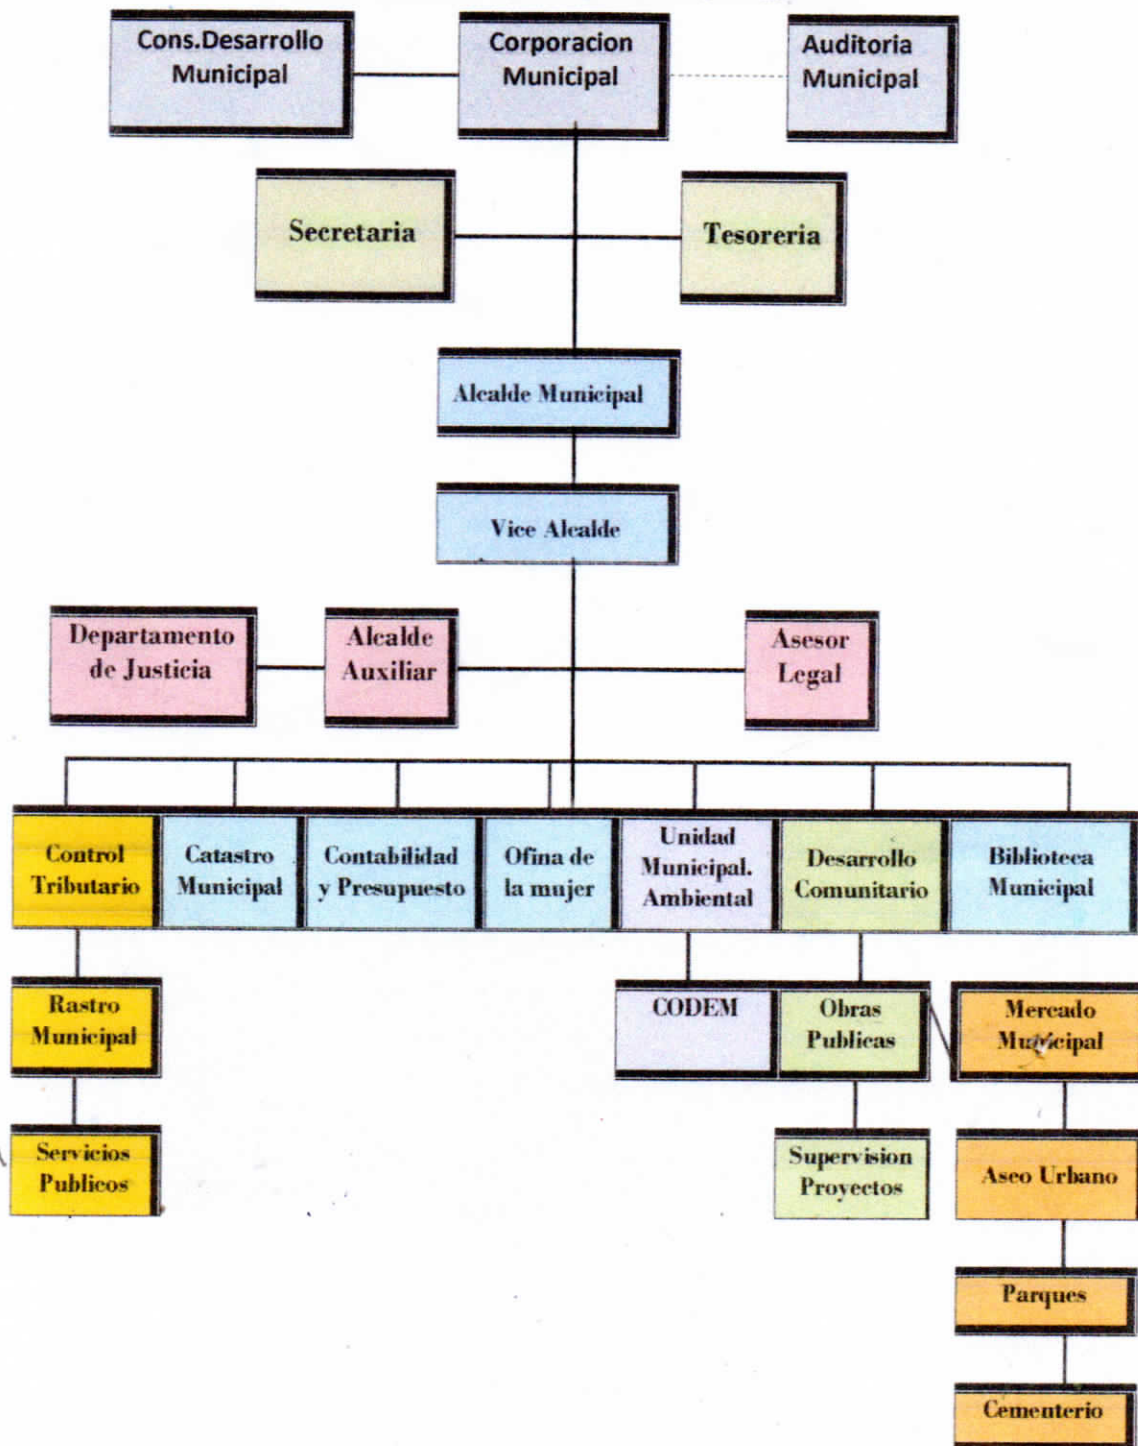 Cons.Desarrollo
Municipal
Corporacion
Municipal
Auditoria
Municipal
Secretaria
Tesoreria
Alcalde Municipal
Vice Alcalde
Departamento
de Justicia
Alcalde
Auxiliar
Asesor
Legal
Control
Tributario
Catastro
Municipal
Contabilidad
y Presupuesto
Ofina de
la mujer
Unidad
Municipal.
Ambiental
Desarrollo
Comunitario
Biblioteca
Municipal
Rastro
Municipal
CODEM
Obras
Publicas
Mercado
Municipal
Servicios
Publicos
Supervision
Proyectos
Aseo Urbano
Parques
Cementerio